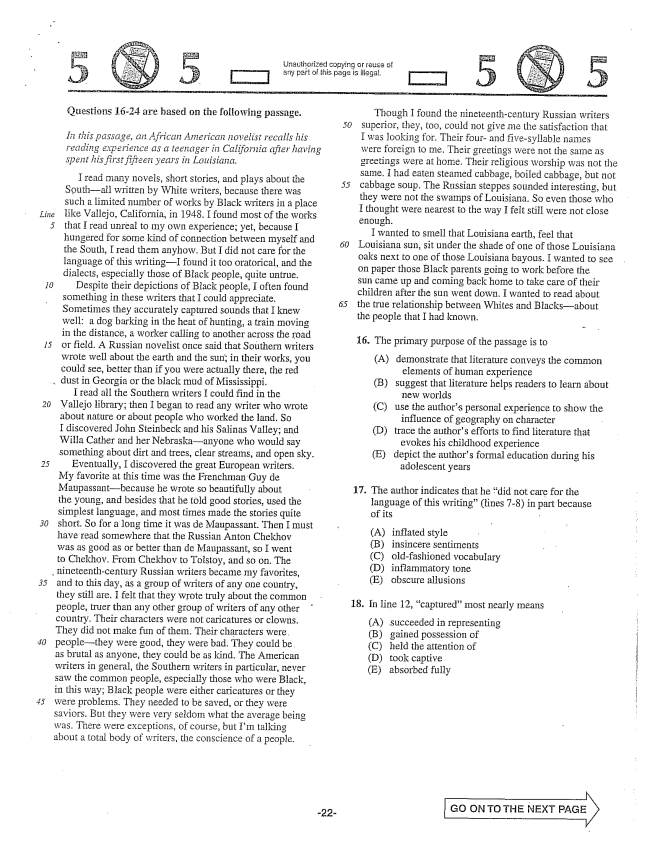 5 5 5 5
Unauthorized copying or reuse of
any part of this page is illegal.
Questions 16-24 are based on the following passage.
In this passage, an African American novelist recalls his
reading experience as a teenager in California after having
spent his first fifteen years in Louisiana.
I read many novels, short stories, and plays about the
South—all written by White writers, because there was
such a limited number of works by Black writers in a place
Line like Vallejo, California, in 1948. I found most of the works
5 that I read unreal to my own experience; yet, because I
hungered for some kind of connection between myself and
the South, I read them anyhow. But I did not care for the
language of this writing—I found it too oratorical, and the
dialects, especially those of Black people, quite untrue.
10 Despite their depictions of Black people, I often found
something in these writers that I could appreciate.
Sometimes they accurately captured sounds that I knew
well: a dog barking in the heat of hunting, a train moving
in the distance, a worker calling to another across the road
15 or field. A Russian novelist once said that Southern writers
wrote well about the earth and the sun; in their works, you
could see, better than if you were actually there, the red
dust in Georgia or the black mud of Mississippi.
I read all the Southern writers I could find in the
20 Vallejo library; then I began to read any writer who wrote
about nature or about people who worked the land. So
I discovered John Steinbeck and his Salinas Valley; and
Willa Cather and her Nebraska—anyone who would say
something about dirt and trees, clear streams, and open sky.
25 Eventually, I discovered the great European writers.
My favorite at this time was the Frenchman Guy de
Maupassant—because he wrote so beautifully about
the young, and besides that he told good stories, used the
simplest language, and most times made the stories quite
30 short. So for a long time it was de Maupassant. Then I must
have read somewhere that the Russian Anton Chekhov
was as good as or better than de Maupassant, so I went
to Chekhov. From Chekhov to Tolstoy, and so on. The
nineteenth-century Russian writers became my favorites,
35 and to this day, as a group of writers of any one country,
they still are. I felt that they wrote truly about the common
people, truer than any other group of writers of any other
country. Their characters were not caricatures or clowns.
They did not make fun of them. Their characters were
40 people—they were good, they were bad. They could be
as brutal as anyone, they could be as kind. The American
writers in general, the Southern writers in particular, never
saw the common people, especially those who were Black,
in this way; Black people were either caricatures or they
45 were problems. They needed to be saved, or they were
saviors. But they were very seldom what the average being
was. There were exceptions, of course, but I'm talking
about a total body of writers, the conscience of a people.
Though I found the nineteenth-century Russian writers
50 superior, they, too, could not give me the satisfaction that
I was looking for. Their four- and five-syllable names
were foreign to me. Their greetings were not the same as
greetings were at home. Their religious worship was not the
same. I had eaten steamed cabbage, boiled cabbage, but not
55 cabbage soup. The Russian steppes sounded interesting, but
they were not the swamps of Louisiana. So even those who
I thought were nearest to the way I felt still were not close
enough.
I wanted to smell that Louisiana earth, feel that
60 Louisiana sun, sit under the shade of one of those Louisiana
oaks next to one of those Louisiana bayous. I wanted to see
on paper those Black parents going to work before the
sun came up and coming back home to take care of their
children after the sun went down. I wanted to read about
65 the true relationship between Whites and Blacks—about
the people that I had known.
16. The primary purpose of the passage is to
(A) demonstrate that literature conveys the common
elements of human experience
(B) suggest that literature helps readers to learn about
new worlds
(C) use the author's personal experience to show the
influence of geography on character
(D) trace the author's efforts to find literature that
evokes his childhood experience
(E) depict the author's formal education during his
adolescent years
17. The author indicates that he "did not care for the
language of this writing" (lines 7-8) in part because
of its
(A) inflated style
(B) insincere sentiments
(C) old-fashioned vocabulary
(D) inflammatory tone
(E) obscure allusions
18. In line 12, "captured" most nearly means
(A) succeeded in representing
(B) gained possession of
(C) held the attention of
(D) took captive
(E) absorbed fully
-22-
GO ON TO THE NEXT PAGE